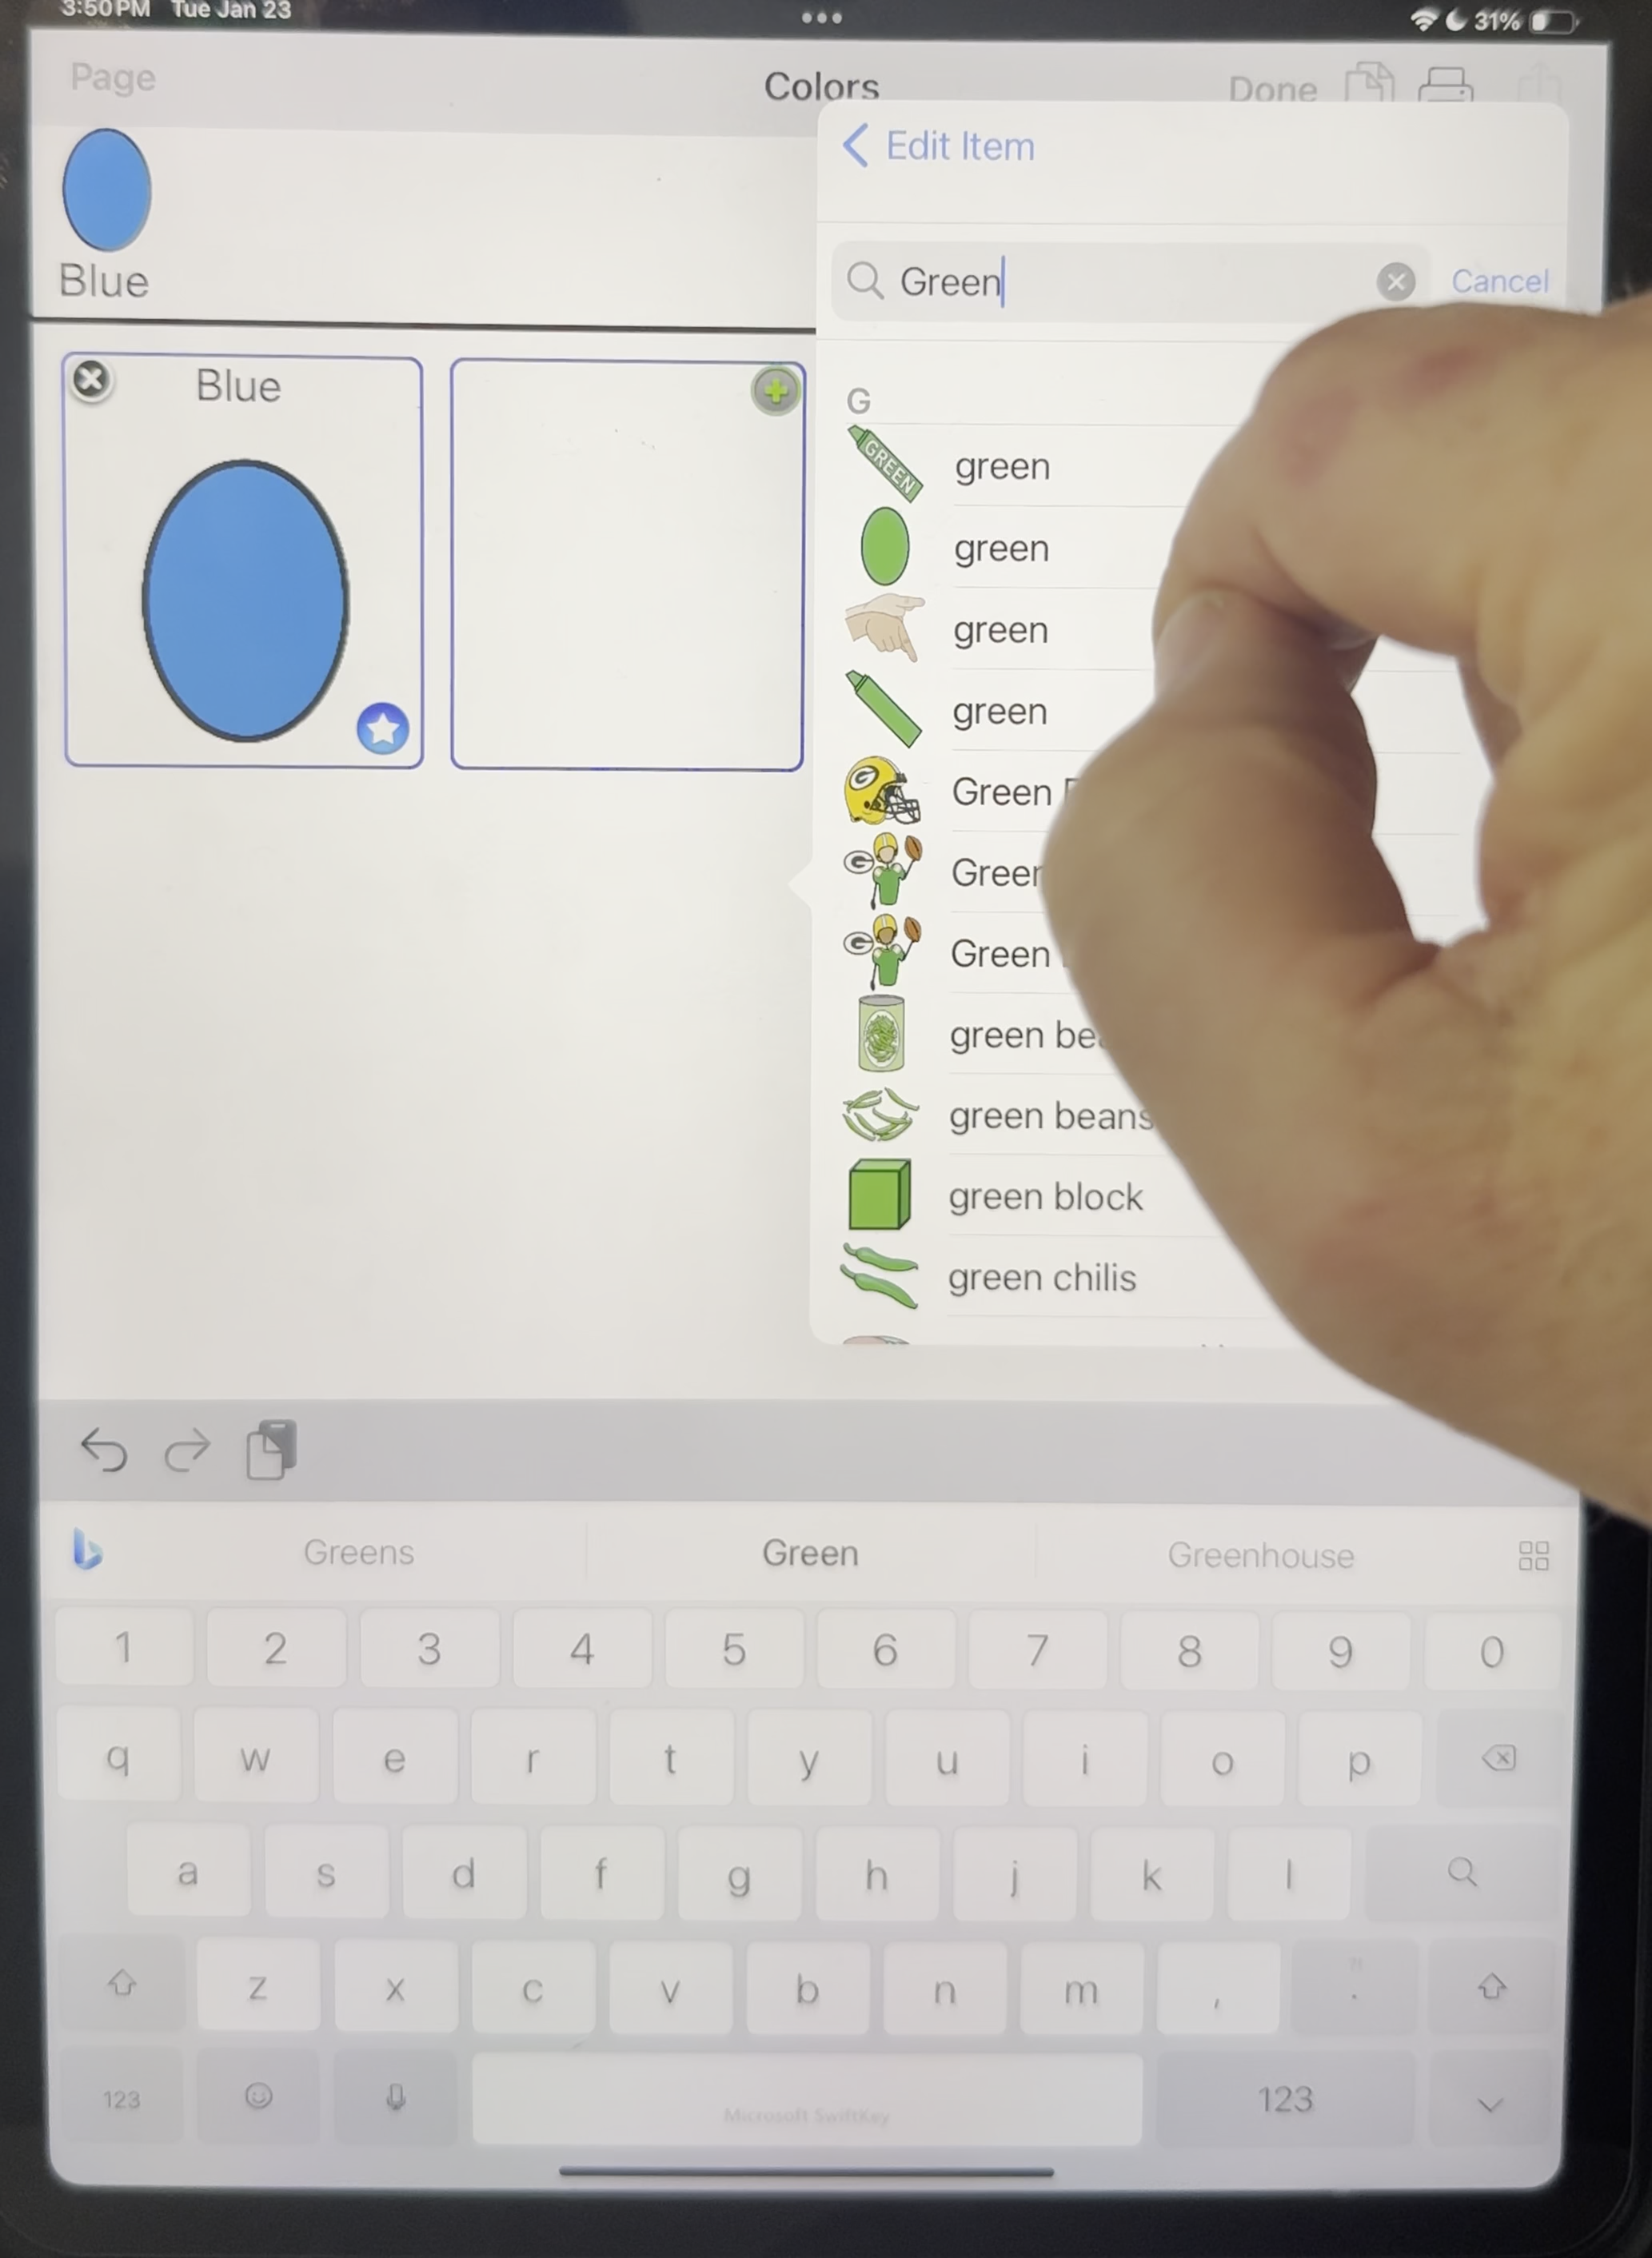 3:50 PM Tue Jan 23
31%
Page
Colors
Done
Edit Item
Blue
Green
Cancel
Blue
G
GREEN
green
green
green
green
Green
G
Green
G
Green
G
green
green beans
green block
green chilis
Greens
Green
Greenhouse
1 2 3 4 5 6 7 8 9 0
q w e r t y u i o p
a s d f g h j k l
z x c v b n m , .
123
Microsoft SwiftKey
123